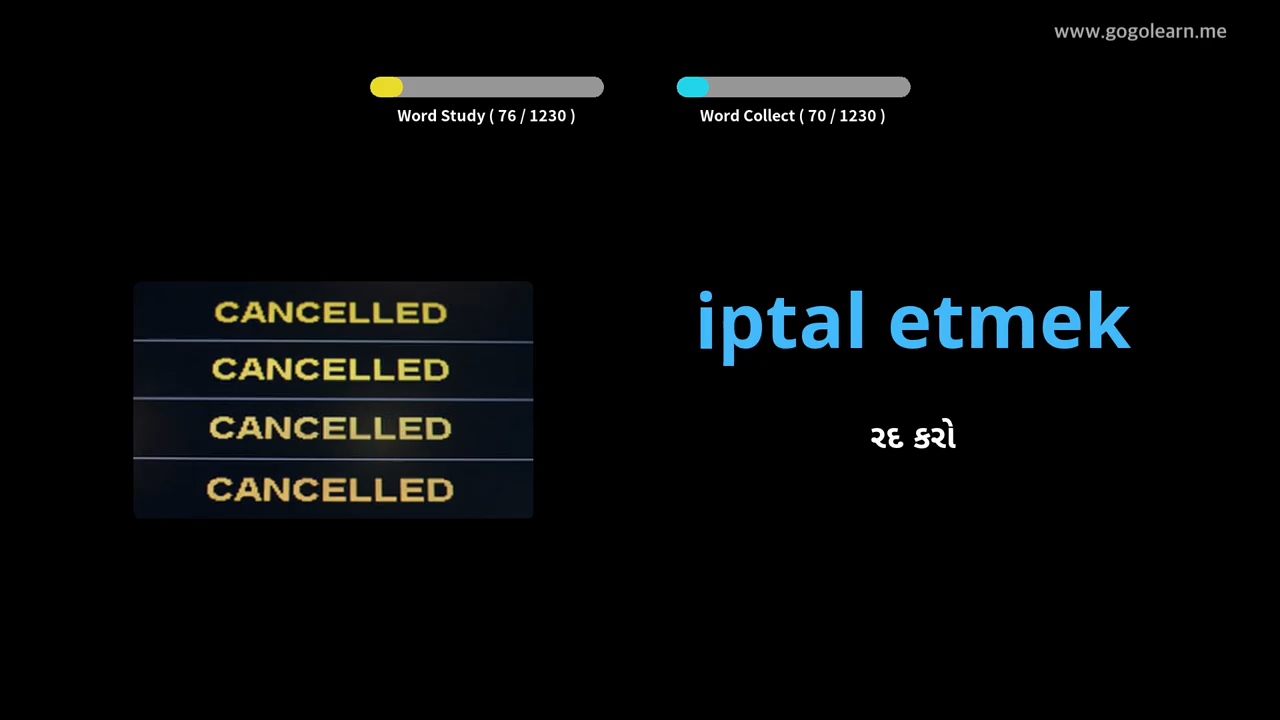 www.gogolearn.me
Word Study ( 76 / 1230 )
Word Collect ( 70 / 1230 )
CANCELLED
CANCELLED
CANCELLED
CANCELLED
iptal etmek
રદ કરો